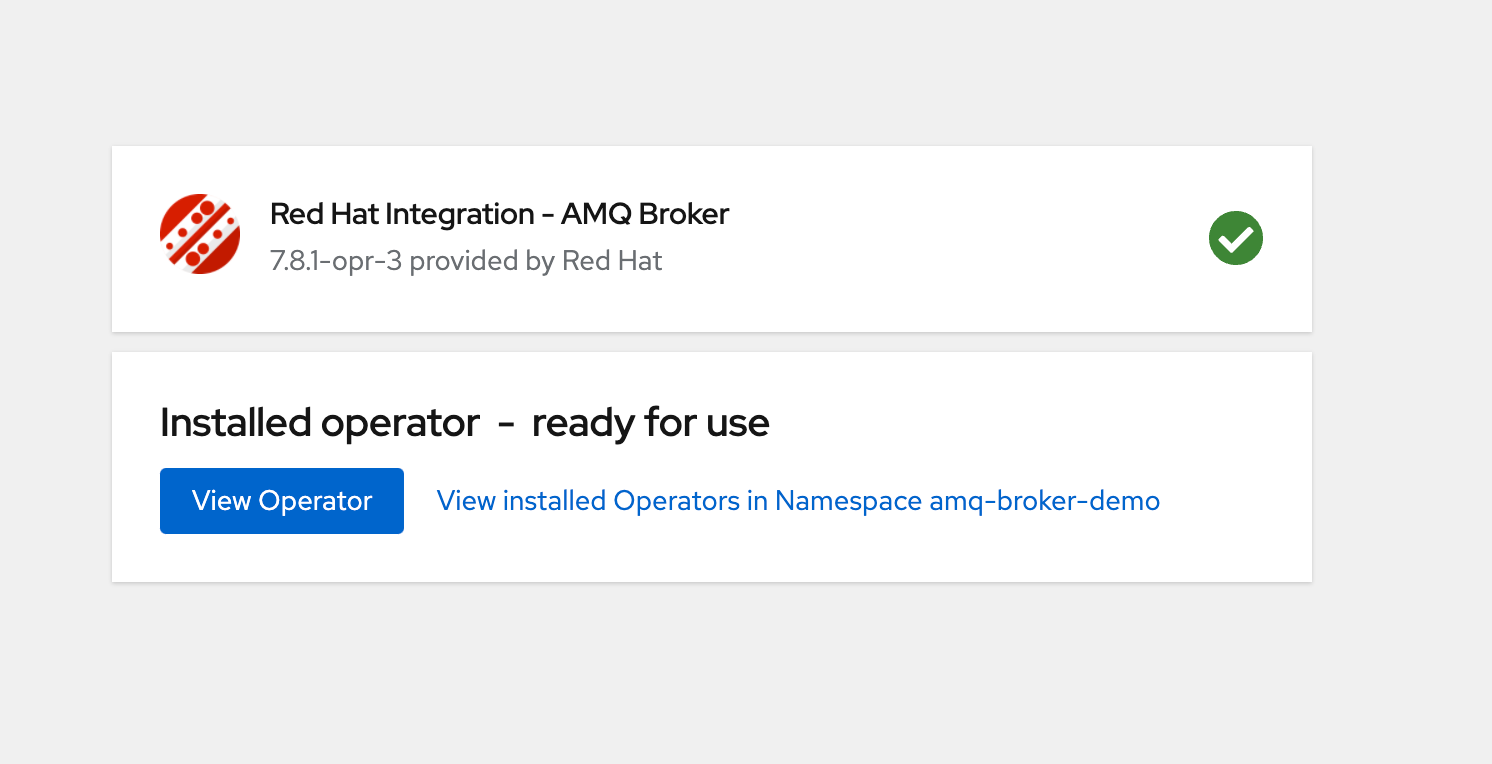 Red Hat Integration - AMQ Broker
7.8.1-opr-3 provided by Red Hat
Installed operator - ready for use
View Operator View installed Operators in Namespace amq-broker-demo